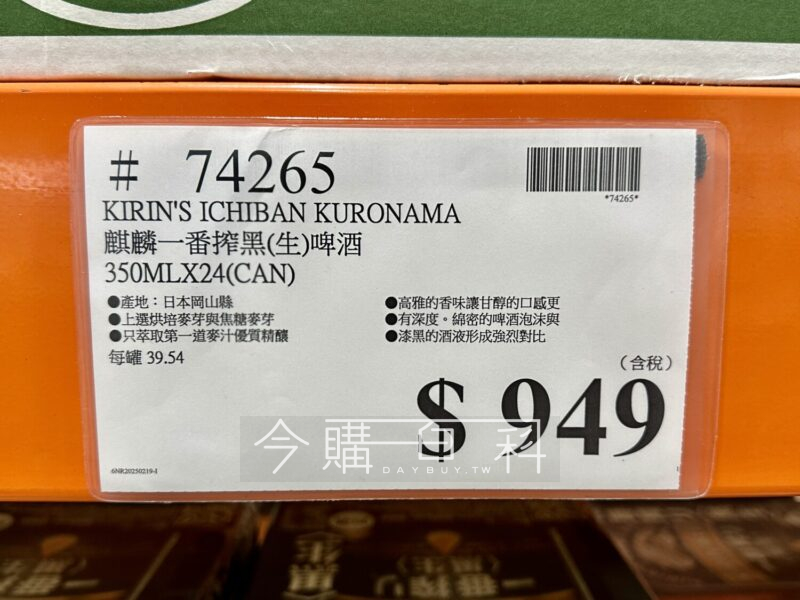 # 74265
*74265*
KIRIN'S ICHIBAN KURONAMA
麒麟一番搾黑(生)啤酒
350MLX24(CAN)
●產地：日本岡山縣
●上選烘培麥芽與焦糖麥芽
●只萃取第一道麥汁優質精釀
●高雅的香味讓甘醇的口感更
●有深度。綿密的啤酒泡沫與
●漆黑的酒液形成強烈對比
每罐 39.54
(含稅)
$ 949
今購百科
DAYBUY.TW
6NR20250219-1